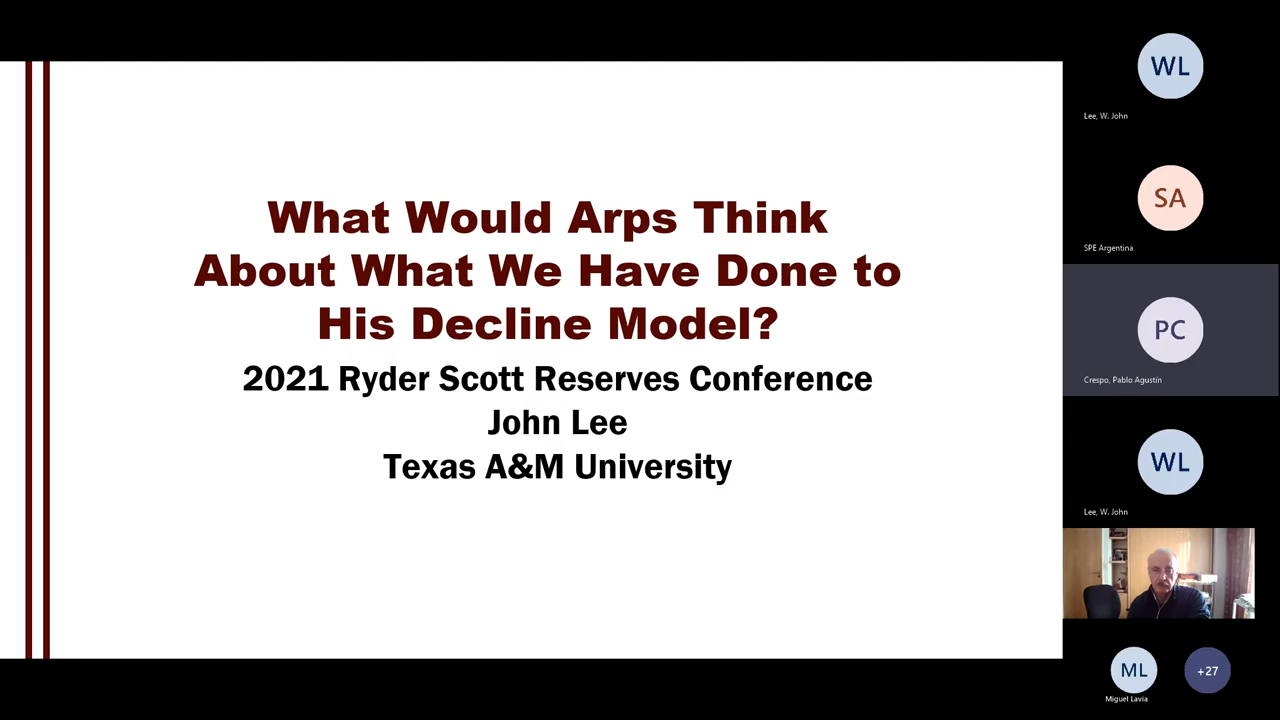 What Would Arps Think
About What We Have Done to
His Decline Model?
2021 Ryder Scott Reserves Conference
John Lee
Texas A&M University
WL
Lee, W. John
SA
SPE Argentina
PC
Crespo, Pablo Agustín
WL
Lee, W. John
ML
Miguel Lavia
+27